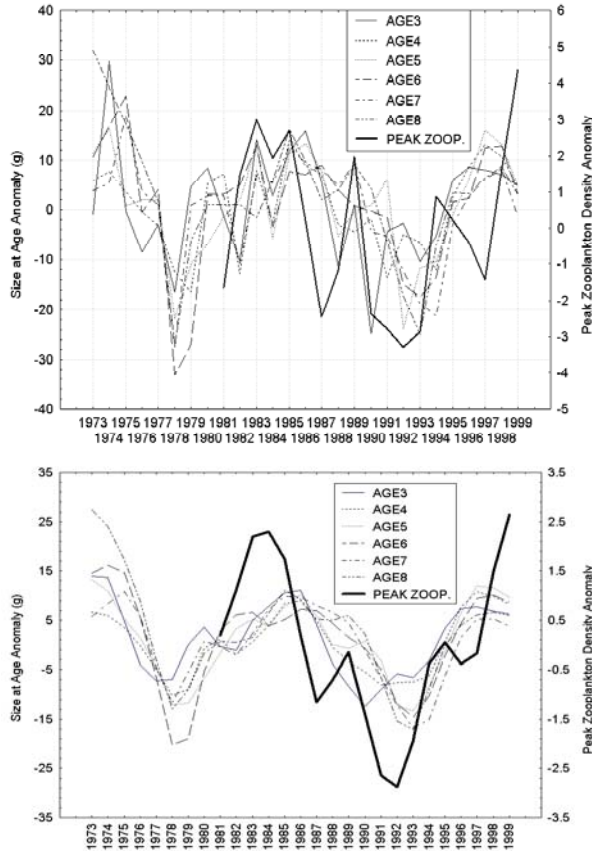 40
30
20
10
0
-10
-20
-30
-40
Size at Age Anomaly (g)
6
5
4
3
2
1
0
-1
-2
-3
-4
-5
Peak Zooplankton Density Anomaly
AGE3
AGE4
AGE5
AGE6
AGE7
AGE8
PEAK ZOOP.
1973 1975 1977 1979 1981 1983 1985 1987 1989 1991 1993 1995 1997 1999
1974 1976 1978 1980 1982 1984 1986 1988 1990 1992 1994 1996 1998
35
25
15
5
-5
-15
-25
-35
Size at Age Anomaly (g)
3.5
2.5
1.5
0.5
-0.5
-1.5
-2.5
-3.5
Peak Zooplankton Density Anomaly
AGE3
AGE4
AGE5
AGE6
AGE7
AGE8
PEAK ZOOP.
1973 1974 1975 1976 1977 1978 1979 1980 1981 1982 1983 1984 1985 1986 1987 1988 1989 1990 1991 1992 1993 1994 1995 1996 1997 1998 1999